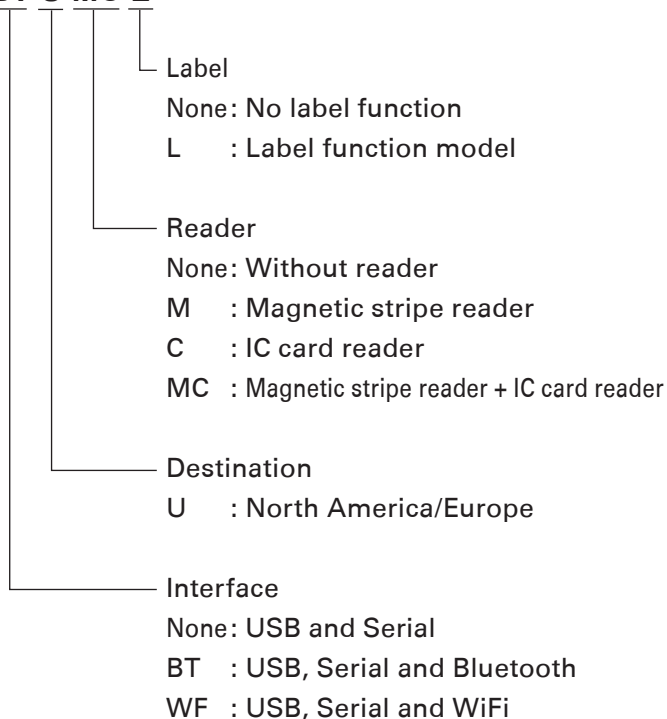 Label
None: No label function
L : Label function model
Reader
None: Without reader
M : Magnetic stripe reader
C : IC card reader
MC : Magnetic stripe reader + IC card reader
Destination
U : North America/Europe
Interface
None: USB and Serial
BT : USB, Serial and Bluetooth
WF : USB, Serial and WiFi